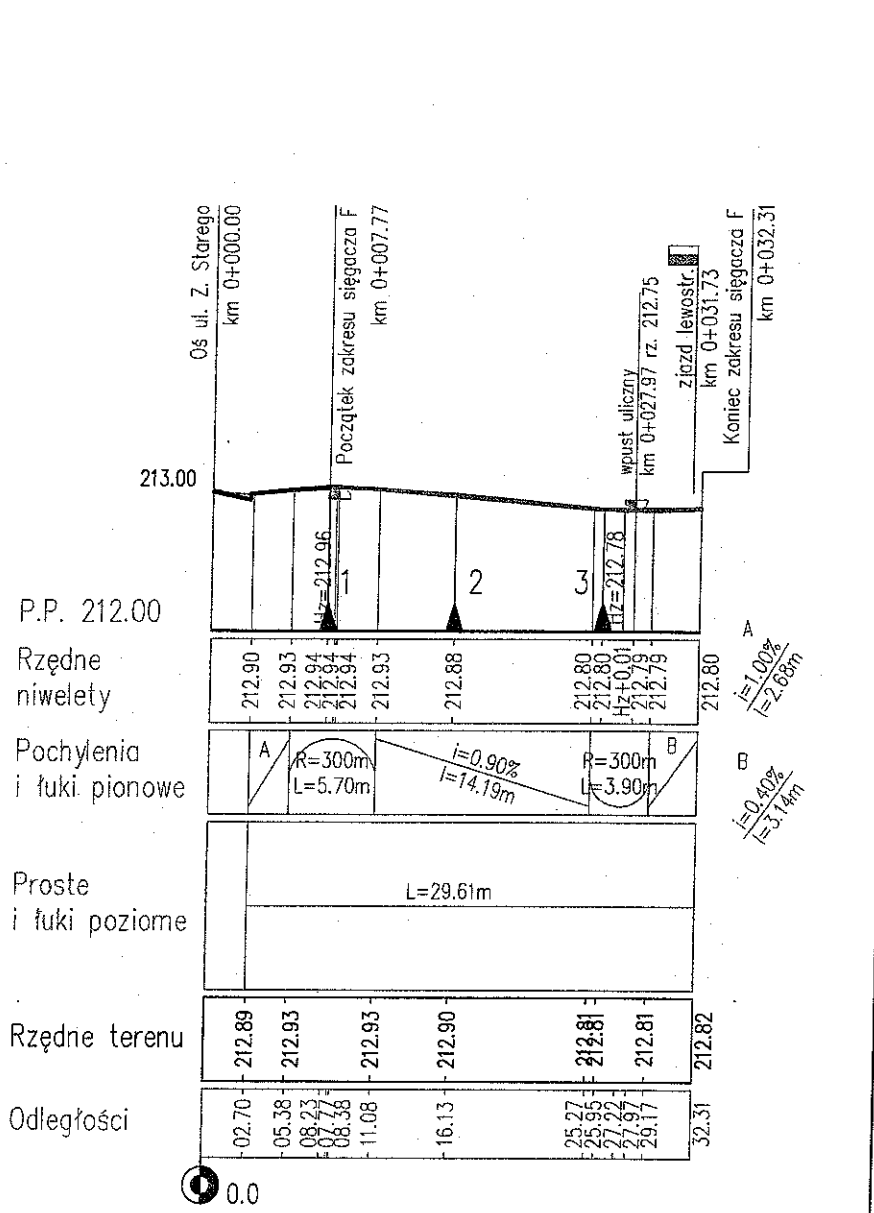 Oś ul. Z. Starego
km 0+000.00
Początek zakresu sięgacza F
km 0+007.77
wpust uliczny
km 0+027.97 rz. 212.75
zjazd lewostr.
km 0+031.73
Koniec zakresu sięgacza F
km 0+032.31
213.00
Hz=212.96
1
2
3
Hz=212.78
P.P. 212.00
Rzędne
niwelety
212.90
212.93
212.94
212.94
212.94
212.93
212.88
212.80
212.80
Hz+0.01
212.79
212.79
212.80
A
i=1.00%
l=2.68m
Pochylenia
i łuki pionowe
A
R=300m
L=5.70m
i=0.90%
l=14.19m
R=300m
L=3.90m
B
B
i=0.40%
l=3.14m
Proste
i łuki poziome
L=29.61m
Rzędne terenu
212.89
212.93
212.93
212.90
212.81
212.81
212.81
212.82
Odległości
02.70
05.38
08.23
07.77
08.38
11.08
16.13
25.27
25.95
27.22
27.97
29.17
32.31
0.0